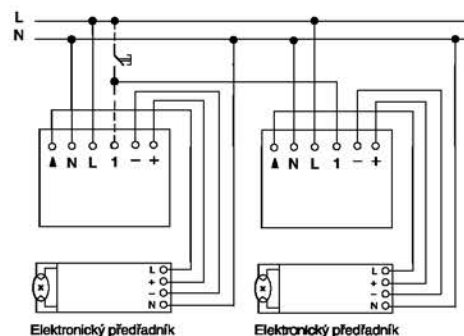 L
N
▲ N L 1 − + ▲ N L 1 − +
L L
+ +
− −
N N
Elektronický předřadník Elektronický předřadník